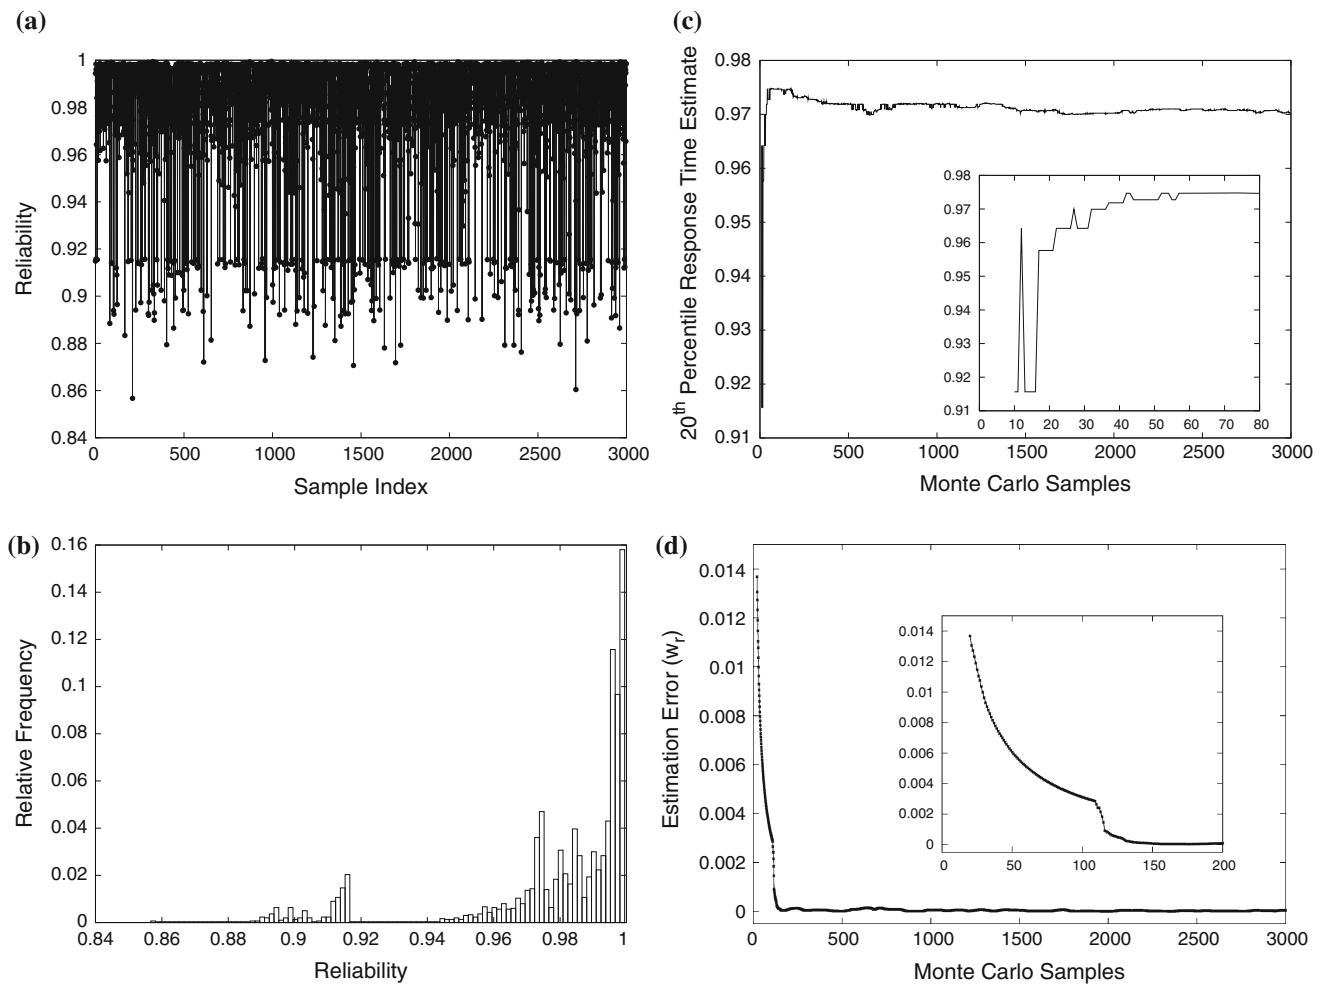 (a)
Reliability
1
0.98
0.96
0.94
0.92
0.9
0.88
0.86
0.84
0 500 1000 1500 2000 2500 3000
Sample Index
(c)
20th Percentile Response Time Estimate
0.98
0.97
0.96
0.95
0.94
0.93
0.92
0.91
0 500 1000 1500 2000 2500 3000
Monte Carlo Samples
0.98
0.97
0.96
0.95
0.94
0.93
0.92
0.91
0 10 20 30 40 50 60 70 80
(b)
Relative Frequency
0.16
0.14
0.12
0.1
0.08
0.06
0.04
0.02
0
0.84 0.86 0.88 0.9 0.92 0.94 0.96 0.98 1
Reliability
(d)
Estimation Error (wr)
0.014
0.012
0.01
0.008
0.006
0.004
0.002
0
0 500 1000 1500 2000 2500 3000
Monte Carlo Samples
0.014
0.012
0.01
0.008
0.006
0.004
0.002
0
0 50 100 150 200